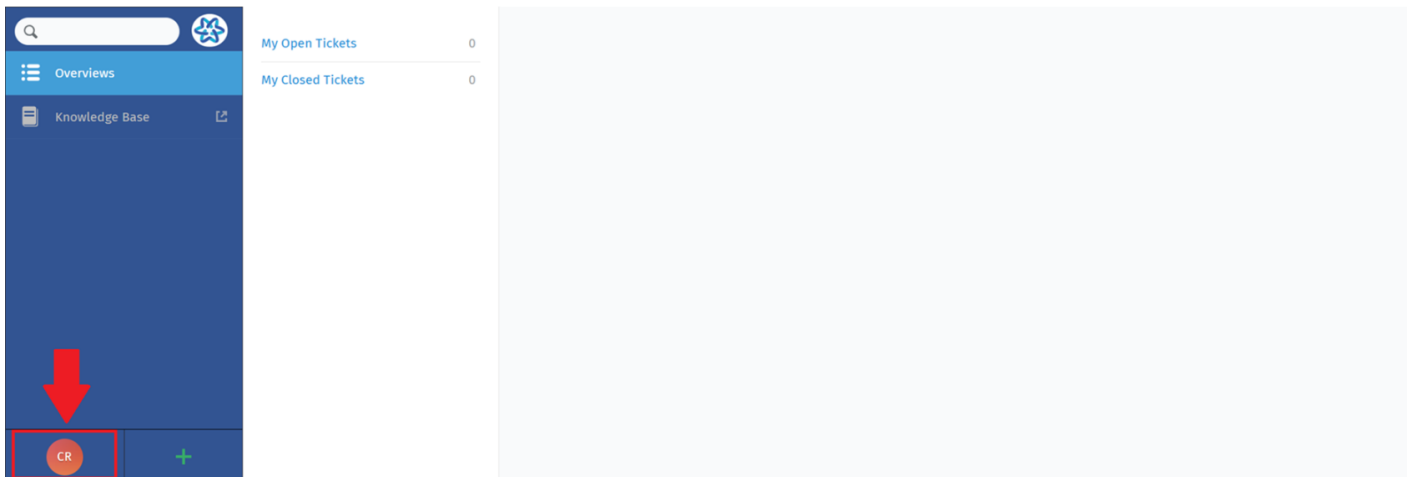 My Open Tickets 0
Overviews
My Closed Tickets 0
Knowledge Base
CR